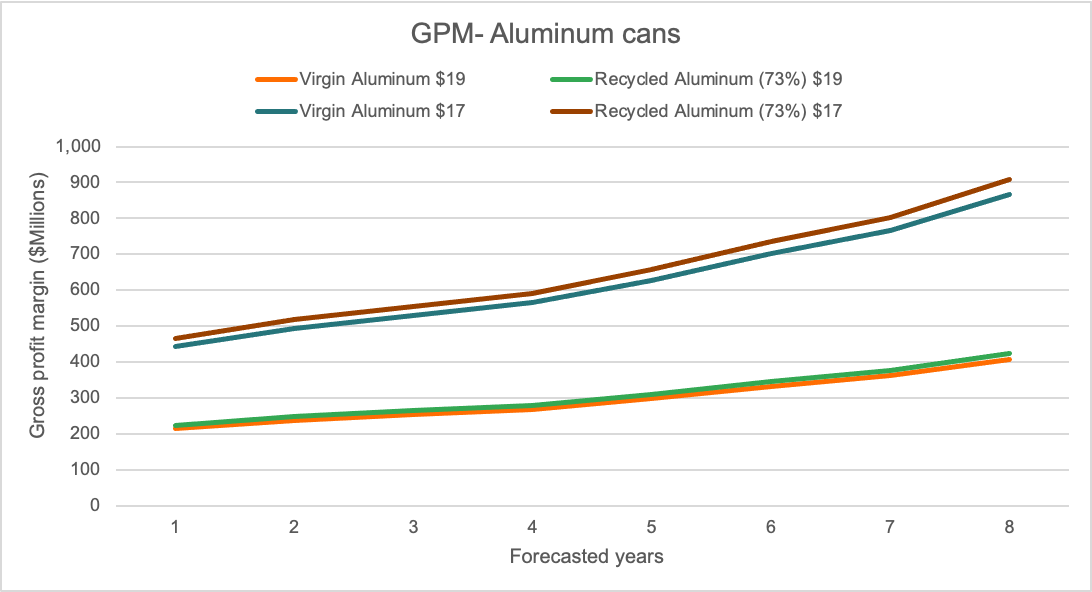 GPM- Aluminum cans
Virgin Aluminum $19
Recycled Aluminum (73%) $19
Virgin Aluminum $17
Recycled Aluminum (73%) $17
Gross profit margin ($Millions)
1,000
900
800
700
600
500
400
300
200
100
0
1 2 3 4 5 6 7 8
Forecasted years